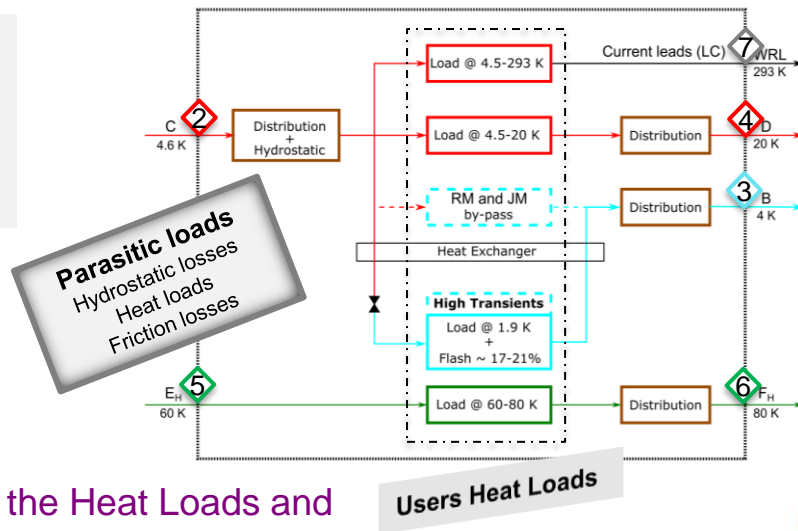 7
Current leads (LC)
WRL
293 K
Load @ 4.5-293 K
2
C
4.6 K
Distribution
+
Hydrostatic
Load @ 4.5-20 K
Distribution
4
D
20 K
RM and JM
by-pass
Distribution
3
B
4 K
Parasitic loads
Hydrostatic losses
Heat loads
Friction losses
Heat Exchanger
High Transients
Load @ 1.9 K
+
Flash ~ 17-21%
5
EH
60 K
Load @ 60-80 K
Distribution
6
FH
80 K
Users Heat Loads
the Heat Loads and